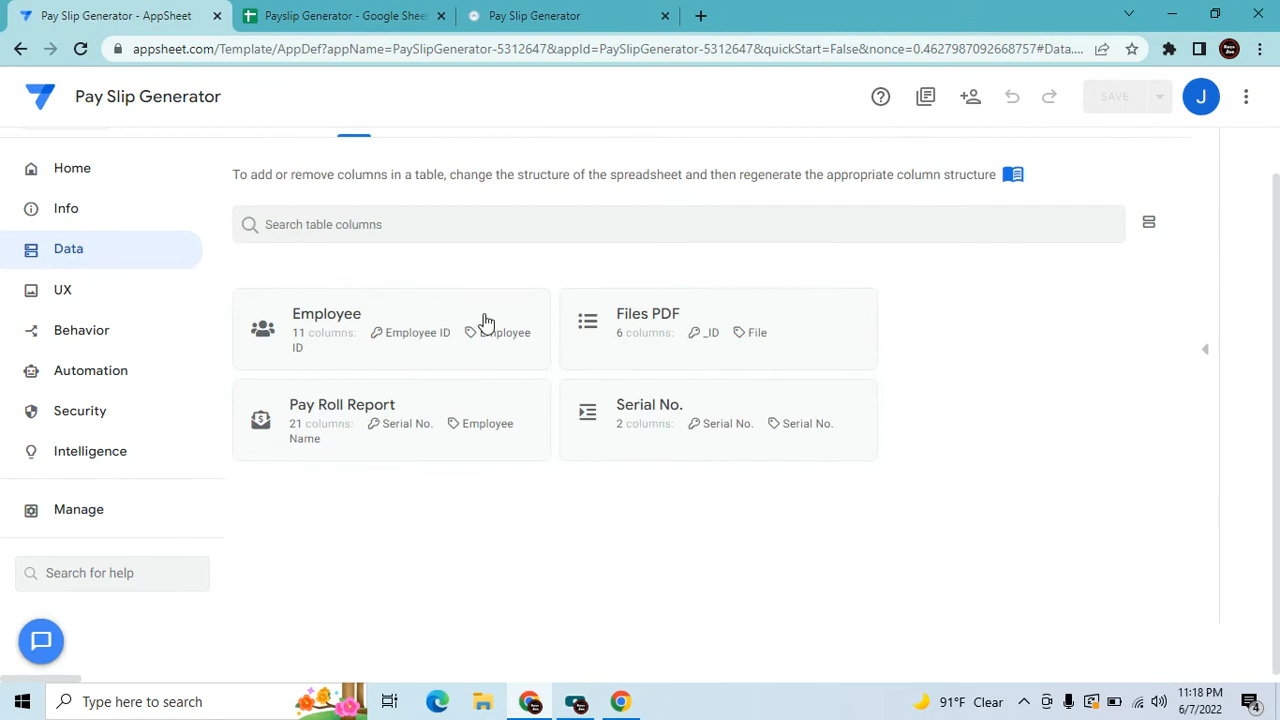 Pay Slip Generator - AppSheet
Payslip Generator - Google Sheet
Pay Slip Generator
appsheet.com/Template/AppDef?appName=PaySlipGenerator-5312647&appId=PaySlipGenerator-5312647&quickStart=False&nonce=0.4627987092668757#Data....
Pay Slip Generator
SAVE
J
Home
Info
Data
UX
Behavior
Automation
Security
Intelligence
Manage
Search for help
To add or remove columns in a table, change the structure of the spreadsheet and then regenerate the appropriate column structure
Search table columns
Employee
11 columns: Employee ID Employee
ID
Files PDF
6 columns: _ID File
Pay Roll Report
21 columns: Serial No. Employee
Name
Serial No.
2 columns: Serial No. Serial No.
Type here to search
91°F Clear
11:18 PM
6/7/2022
4